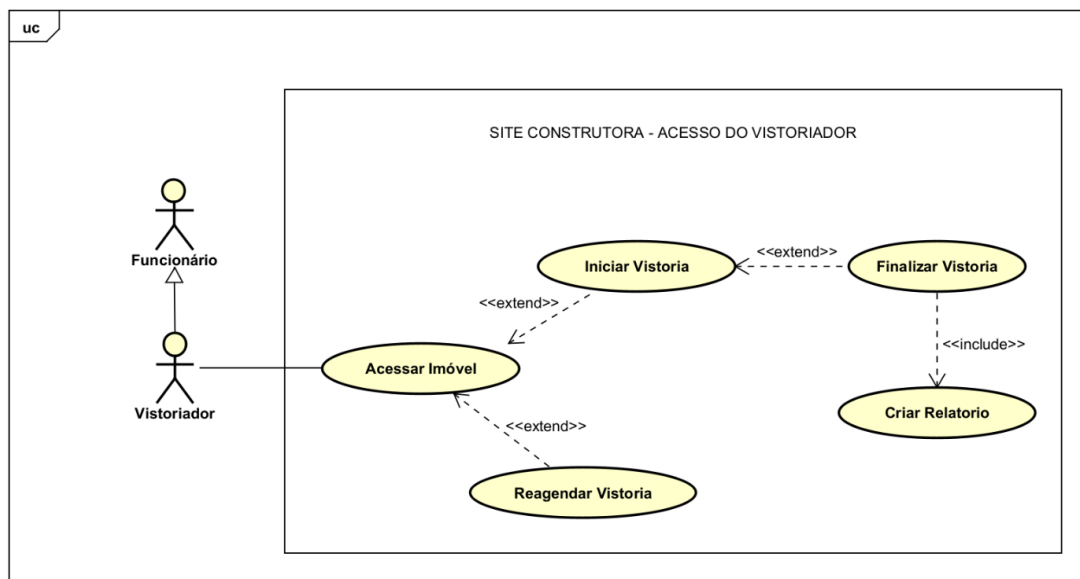 uc
SITE CONSTRUTORA - ACESSO DO VISTORIADOR
Funcionário
Iniciar Vistoria
<<extend>>
Finalizar Vistoria
<<extend>>
<<include>>
Acessar Imóvel
Vistoriador
Criar Relatorio
<<extend>>
Reagendar Vistoria